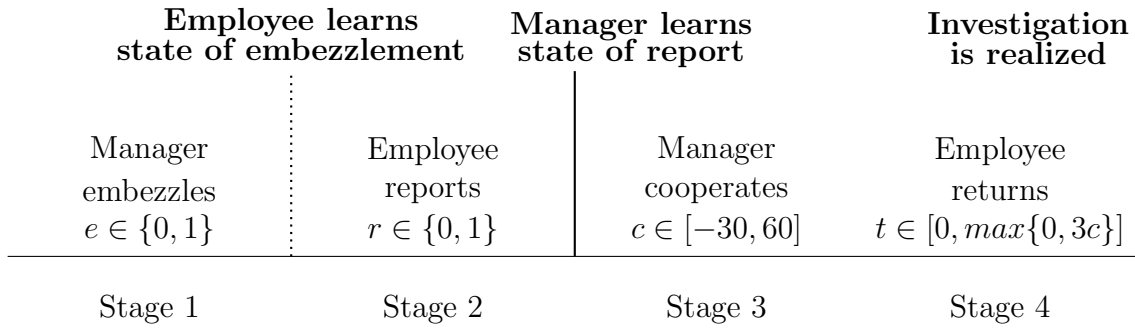 Employee learns
state of embezzlement
Manager learns
state of report
Investigation
is realized
Manager
embezzles
e ∈ {0, 1}
Employee
reports
r ∈ {0, 1}
Manager
cooperates
c ∈ [−30, 60]
Employee
returns
t ∈ [0, max{0, 3c}]
Stage 1
Stage 2
Stage 3
Stage 4